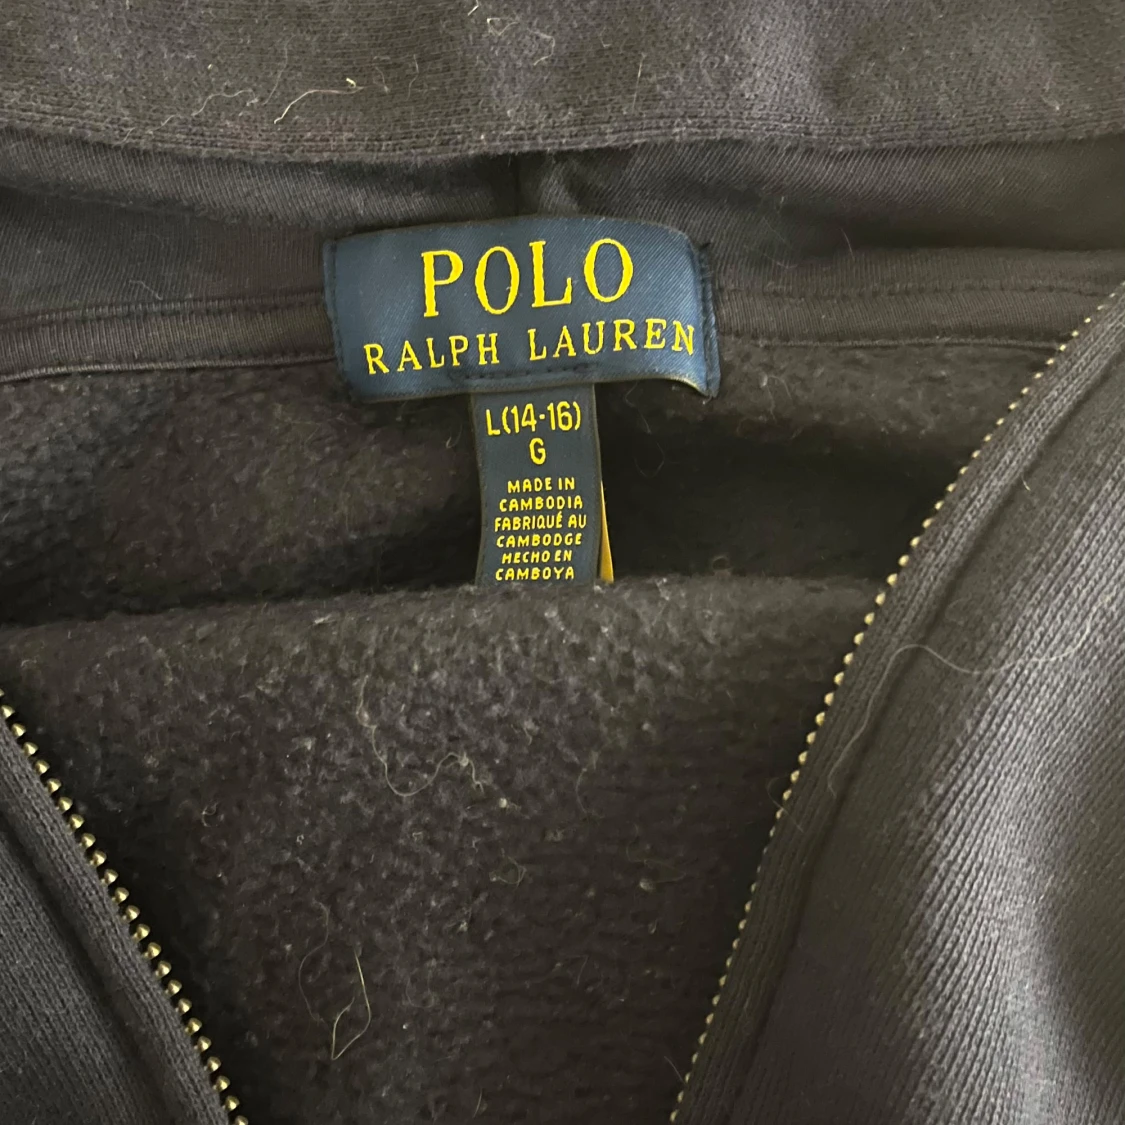 POLO
RALPH LAUREN
L(14-16)
G
MADE IN
CAMBODIA
FABRIQUÉ AU
CAMBODGE
HECHO EN
CAMBOYA